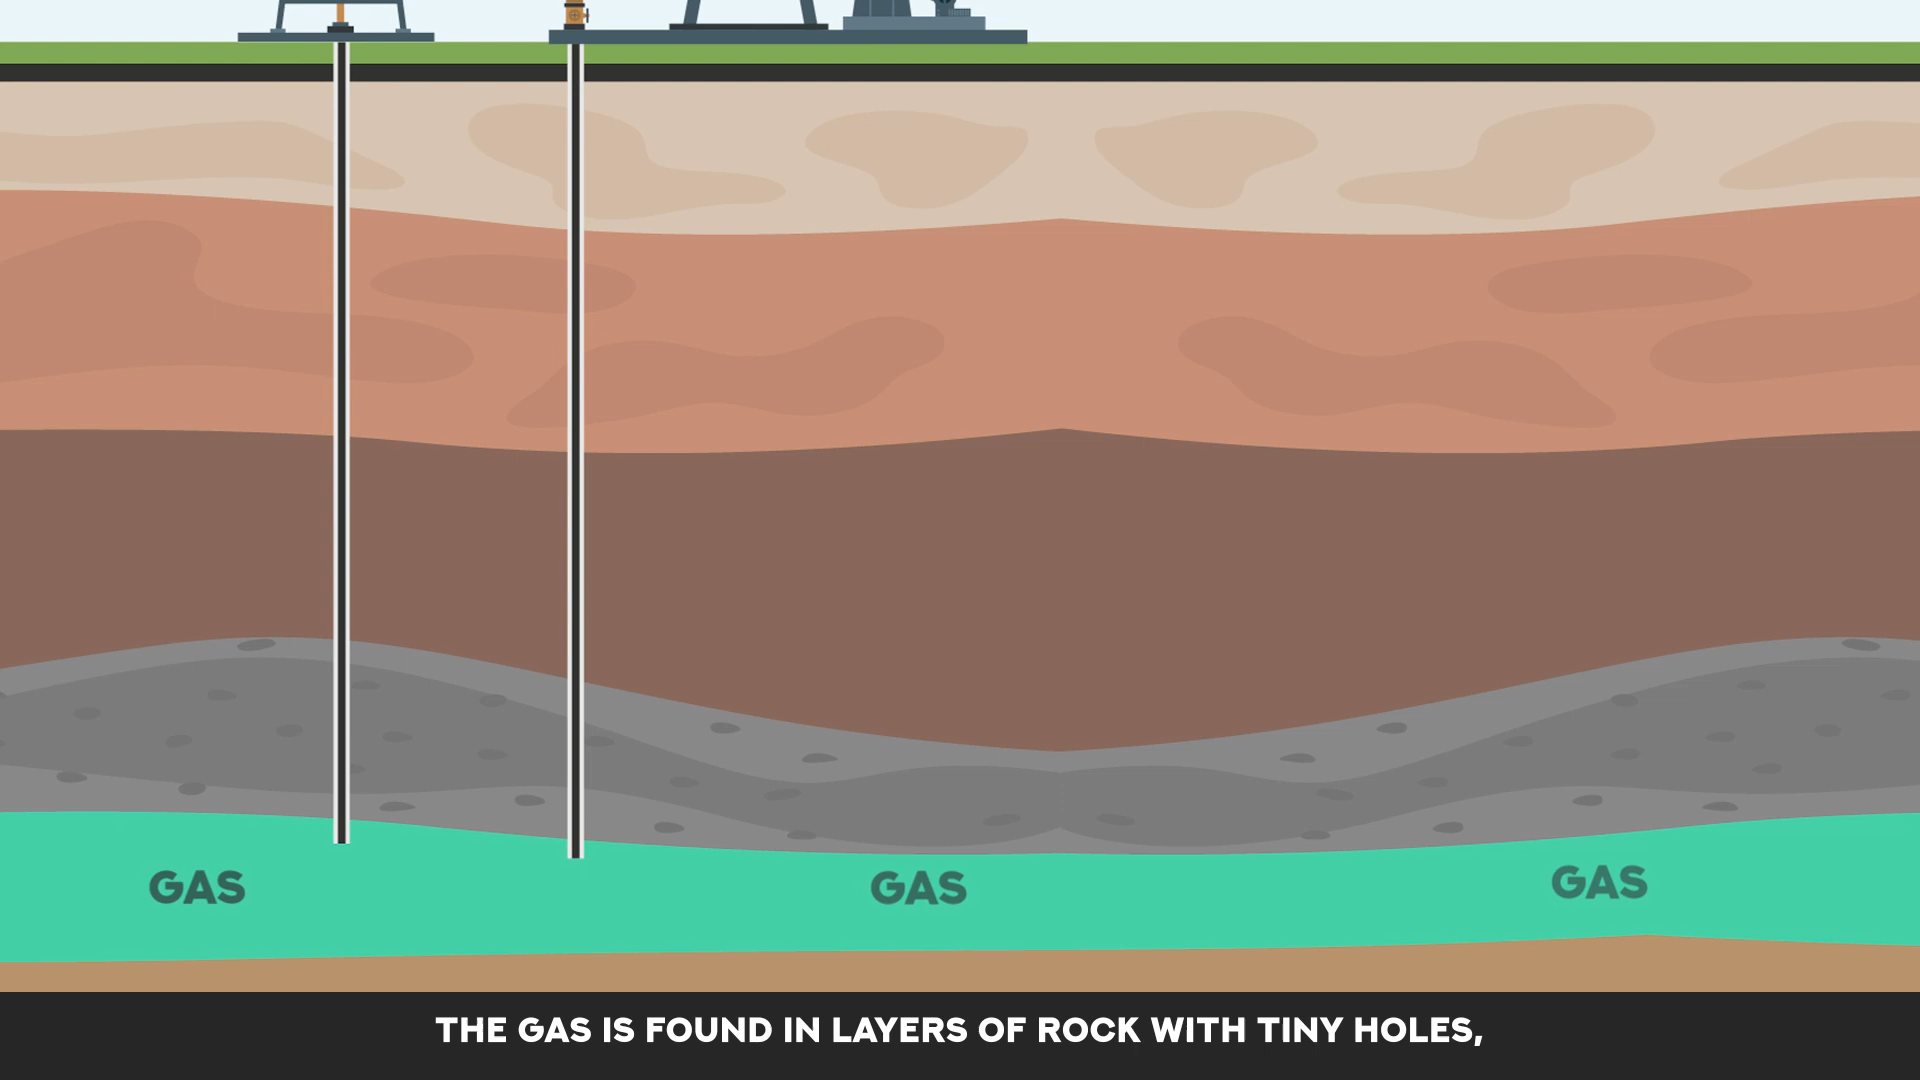 GAS GAS GAS
THE GAS IS FOUND IN LAYERS OF ROCK WITH TINY HOLES,